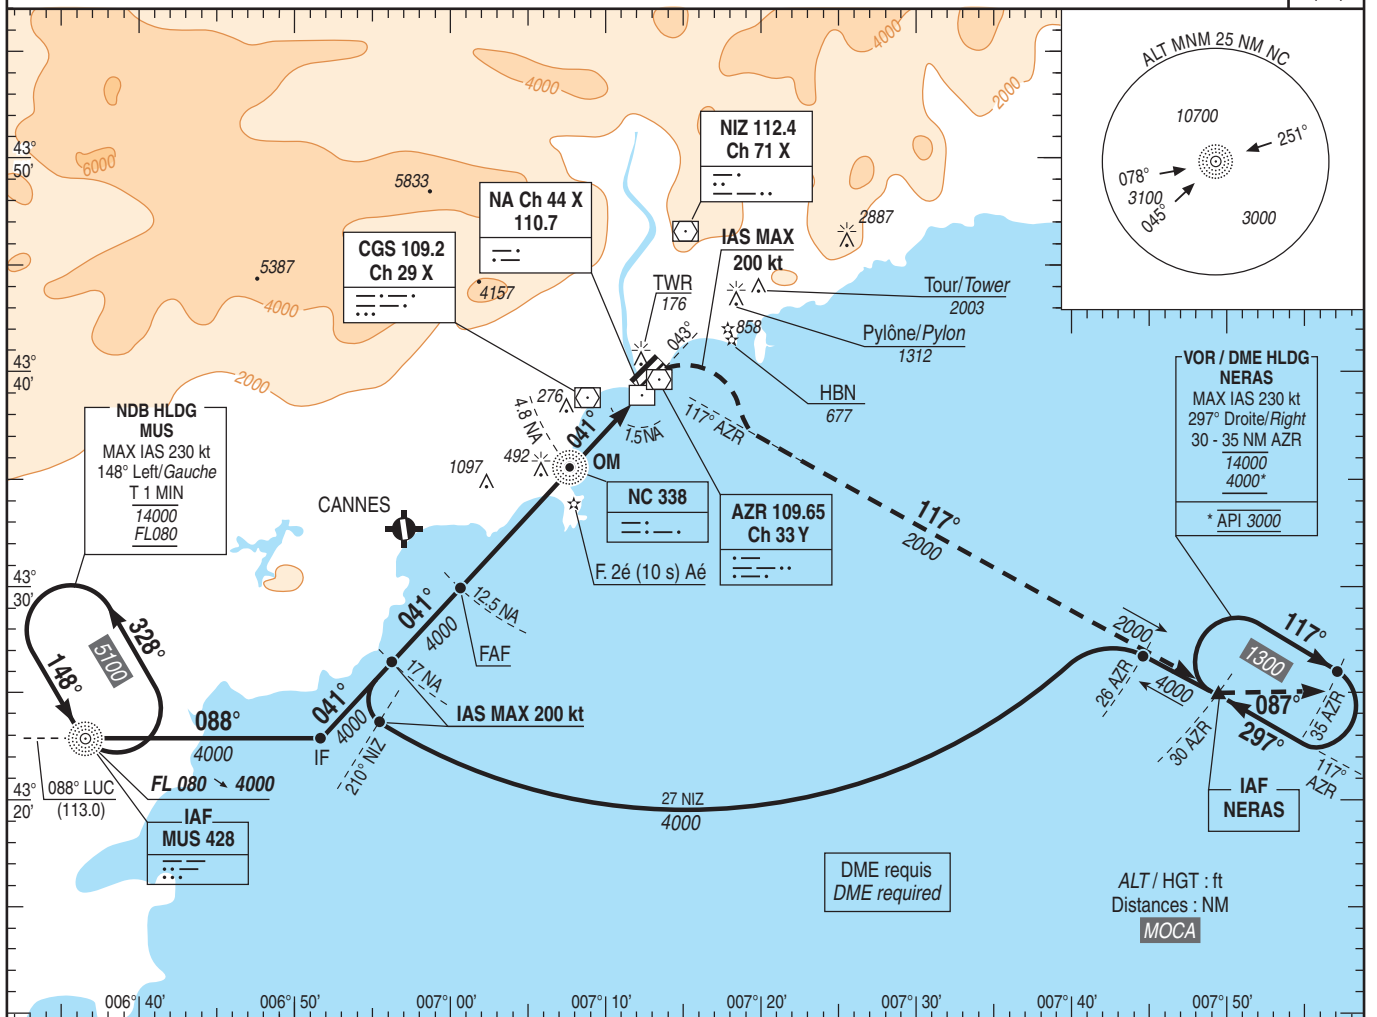 ALT MNM 25 NM NC
10700
251°
078°
3100
045°
3000
4000
4000
2000
43°
50'
6000
5833
5387
4157
4000
2000
2887
NIZ 112.4
Ch 71 X
NA Ch 44 X
110.7
CGS 109.2
Ch 29 X
IAS MAX
200 kt
TWR
176
043°
858
Tour/Tower
2003
Pylône/Pylon
1312
HBN
677
43°
40'
VOR / DME HLDG
NERAS
MAX IAS 230 kt
297° Droite/Right
30 - 35 NM AZR
14000
4000*
* API 3000
NDB HLDG
MUS
MAX IAS 230 kt
148° Left/Gauche
T 1 MIN
14000
FL080
276
4.8 NA
041°
1.5 NA
117° AZR
492
1097
OM
CANNES
NC 338
AZR 109.65
Ch 33 Y
F. 2é (10 s) Aé
117°
2000
43°
30'
041°
4000
12.5 NA
FAF
17 NA
IAS MAX 200 kt
328°
5100
148°
088°
4000
041°
4000
IF
210° NIZ
088° LUC
(113.0)
FL 080 ➘ 4000
IAF
MUS 428
43°
20'
27 NIZ
4000
2000
26 AZR
4000
1300
117°
087°
35 AZR
30 AZR
297°
117°
AZR
IAF
NERAS
DME requis
DME required
ALT / HGT : ft
Distances : NM
MOCA
006° 40'
006° 50'
007° 00'
007° 10'
007° 20'
007° 30'
007° 40'
007° 50'